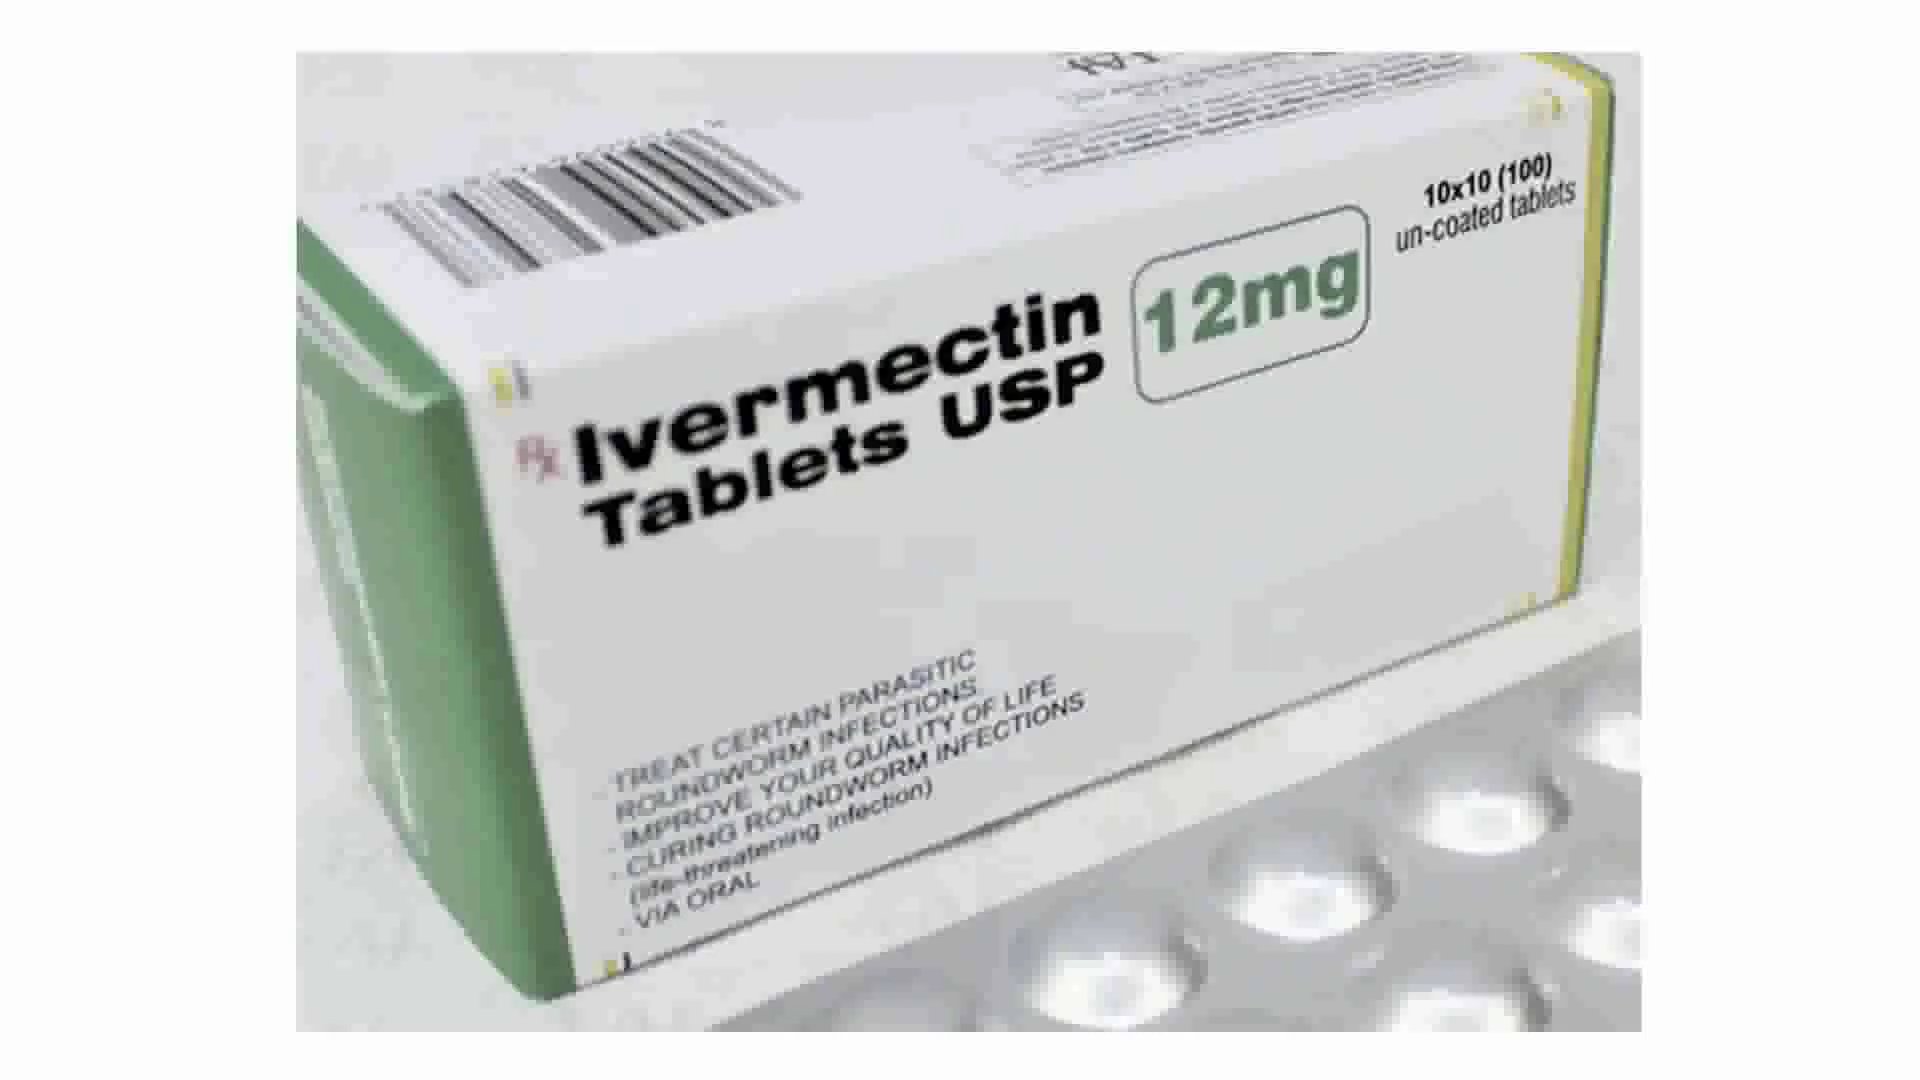 10x10 (100)
un-coated tablets
Rx Ivermectin
Tablets USP
12mg
- TREAT CERTAIN PARASITIC
ROUNDWORM INFECTIONS
- IMPROVE YOUR QUALITY OF LIFE
- CURING ROUNDWORM INFECTIONS
(life-threatening infection)
- VIA ORAL